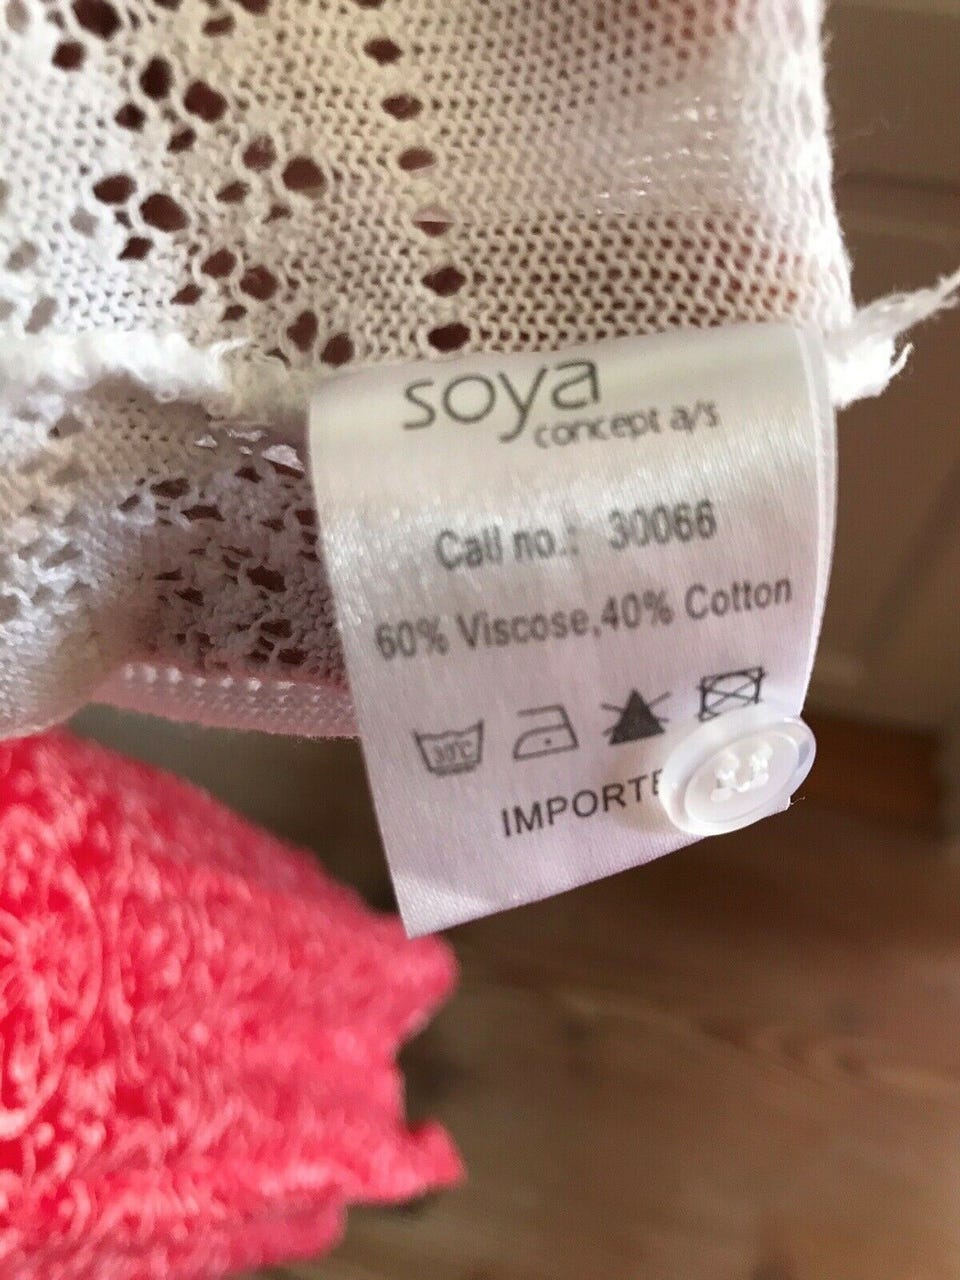 soya
concept a/s
Call no.: 30066
60% Viscose,40% Cotton
30°C
IMPORTE